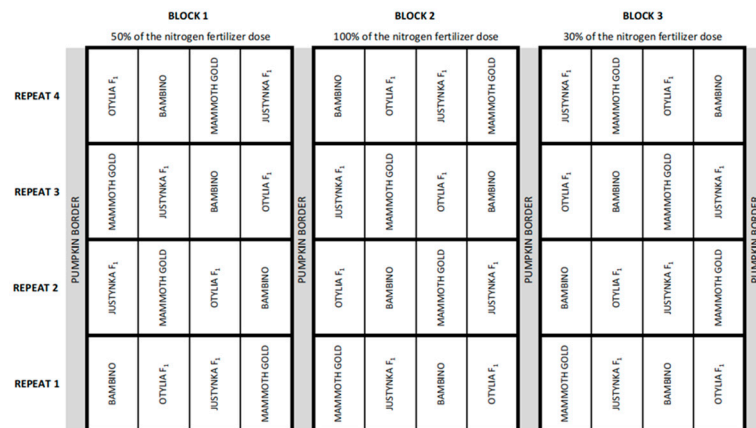 BLOCK 1 BLOCK 2 BLOCK 3
50% of the nitrogen fertilizer dose 100% of the nitrogen fertilizer dose 30% of the nitrogen fertilizer dose
REPEAT 4
OTYLIA F₁
BAMBINO
MAMMOTH GOLD
JUSTYNKA F₁
BAMBINO
OTYLIA F₁
JUSTYNKA F₁
MAMMOTH GOLD
JUSTYNKA F₁
MAMMOTH GOLD
OTYLIA F₁
BAMBINO
REPEAT 3
MAMMOTH GOLD
JUSTYNKA F₁
BAMBINO
OTYLIA F₁
JUSTYNKA F₁
MAMMOTH GOLD
OTYLIA F₁
BAMBINO
OTYLIA F₁
BAMBINO
MAMMOTH GOLD
JUSTYNKA F₁
PUMPKIN BORDER
PUMPKIN BORDER
PUMPKIN BORDER
PUMPKIN BORDER
REPEAT 2
JUSTYNKA F₁
MAMMOTH GOLD
OTYLIA F₁
BAMBINO
OTYLIA F₁
BAMBINO
MAMMOTH GOLD
JUSTYNKA F₁
BAMBINO
OTYLIA F₁
JUSTYNKA F₁
MAMMOTH GOLD
REPEAT 1
BAMBINO
OTYLIA F₁
JUSTYNKA F₁
MAMMOTH GOLD
MAMMOTH GOLD
JUSTYNKA F₁
BAMBINO
OTYLIA F₁
MAMMOTH GOLD
JUSTYNKA F₁
BAMBINO
OTYLIA F₁